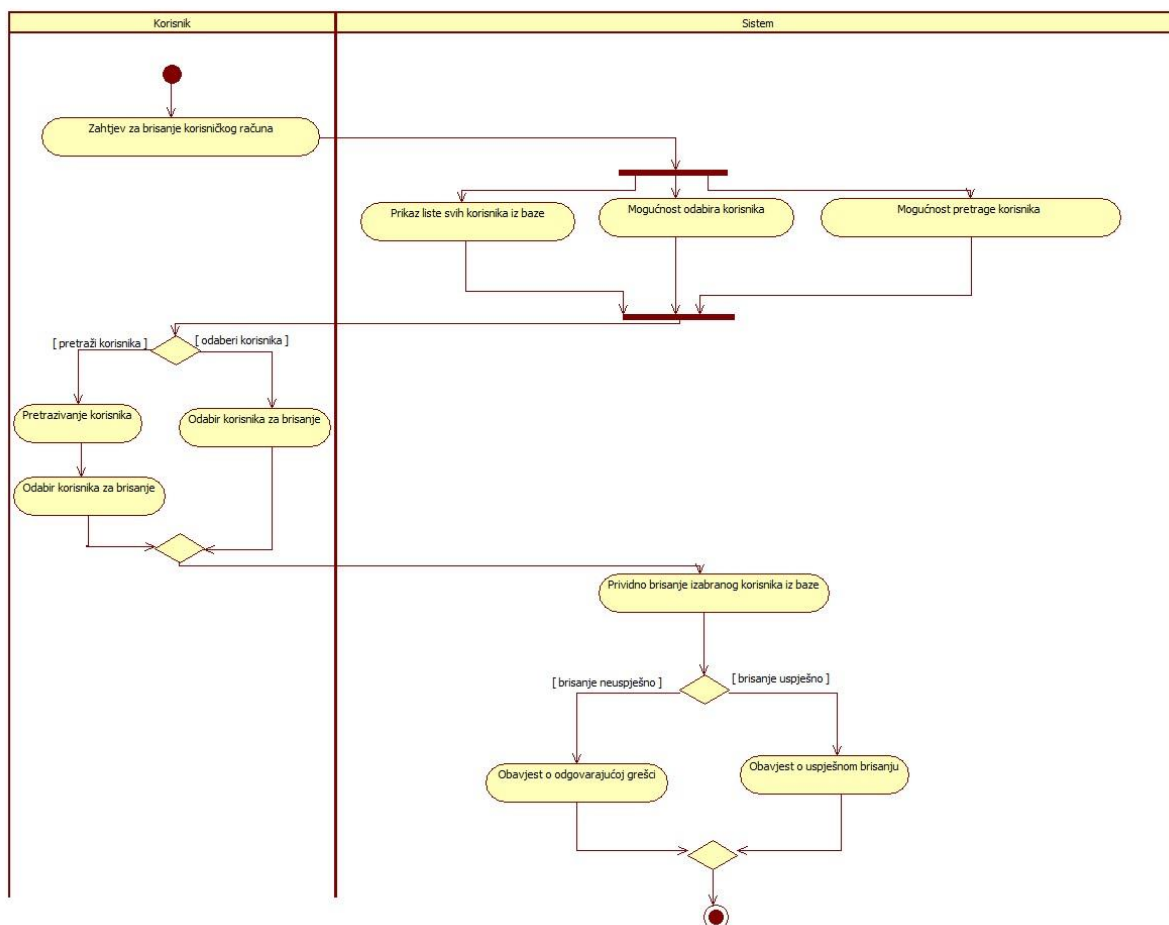 Korisnik
Sistem
Zahtjev za brisanje korisničkog računa
Prikaz liste svih korisnika iz baze
Mogućnost odabira korisnika
Mogućnost pretrage korisnika
[ pretraži korisnika ]
[ odaberi korisnika ]
Pretrazivanje korisnika
Odabir korisnika za brisanje
Odabir korisnika za brisanje
Prividno brisanje izabranog korisnika iz baze
[ brisanje neuspješno ]
[ brisanje uspješno ]
Obavjest o odgovarajućoj grešci
Obavjest o uspješnom brisanju